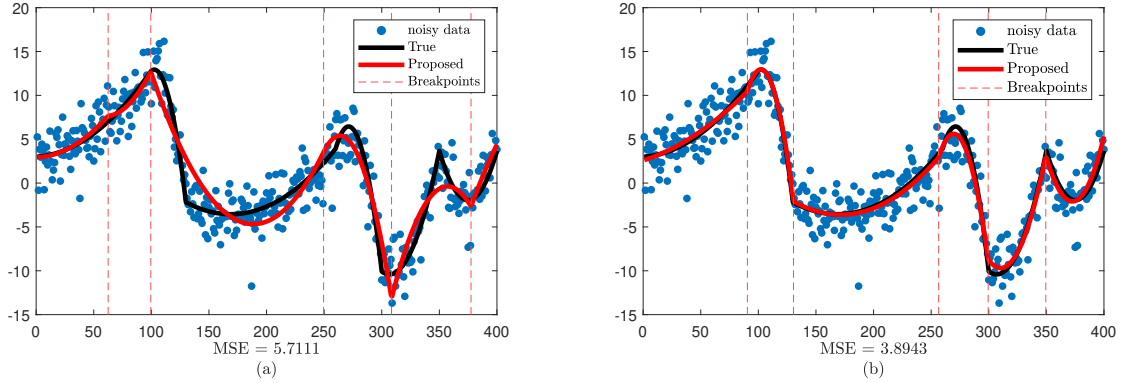 20
15
10
5
0
-5
-10
-15
noisy data
True
Proposed
Breakpoints
0 50 100 150 200 250 300 350 400
MSE = 5.7111
(a)
20
15
10
5
0
-5
-10
-15
noisy data
True
Proposed
Breakpoints
0 50 100 150 200 250 300 350 400
MSE = 3.8943
(b)